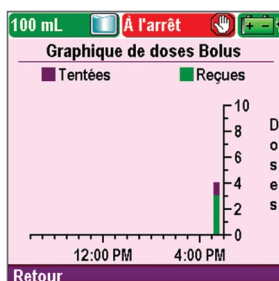 100 mL À l'arrêt
Graphique de doses Bolus
Tentées Reçues
10
8
6
4
2
0
Doses
12:00 PM 4:00 PM
Retour